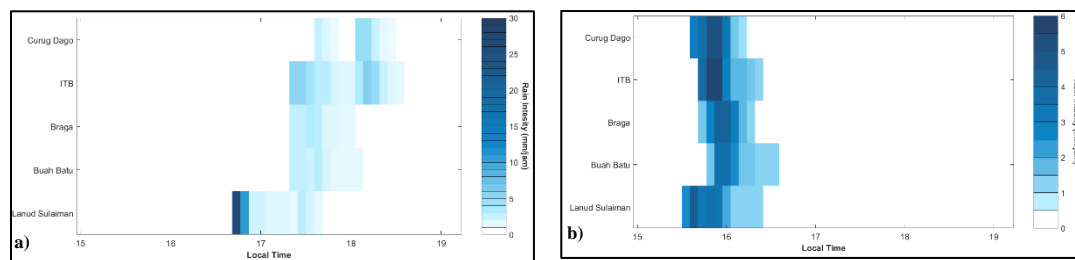 Curug Dago
ITB
Braga
Buah Batu
Lanud Sulaiman
15 16 17 18 19
Local Time
30
25
20
15
10
5
0
Rain Intesity (mm/jam)
a)
Curug Dago
ITB
Braga
Buah Batu
Lanud Sulaiman
15 16 17 18 19
Local Time
6
5
4
3
2
1
0
b)